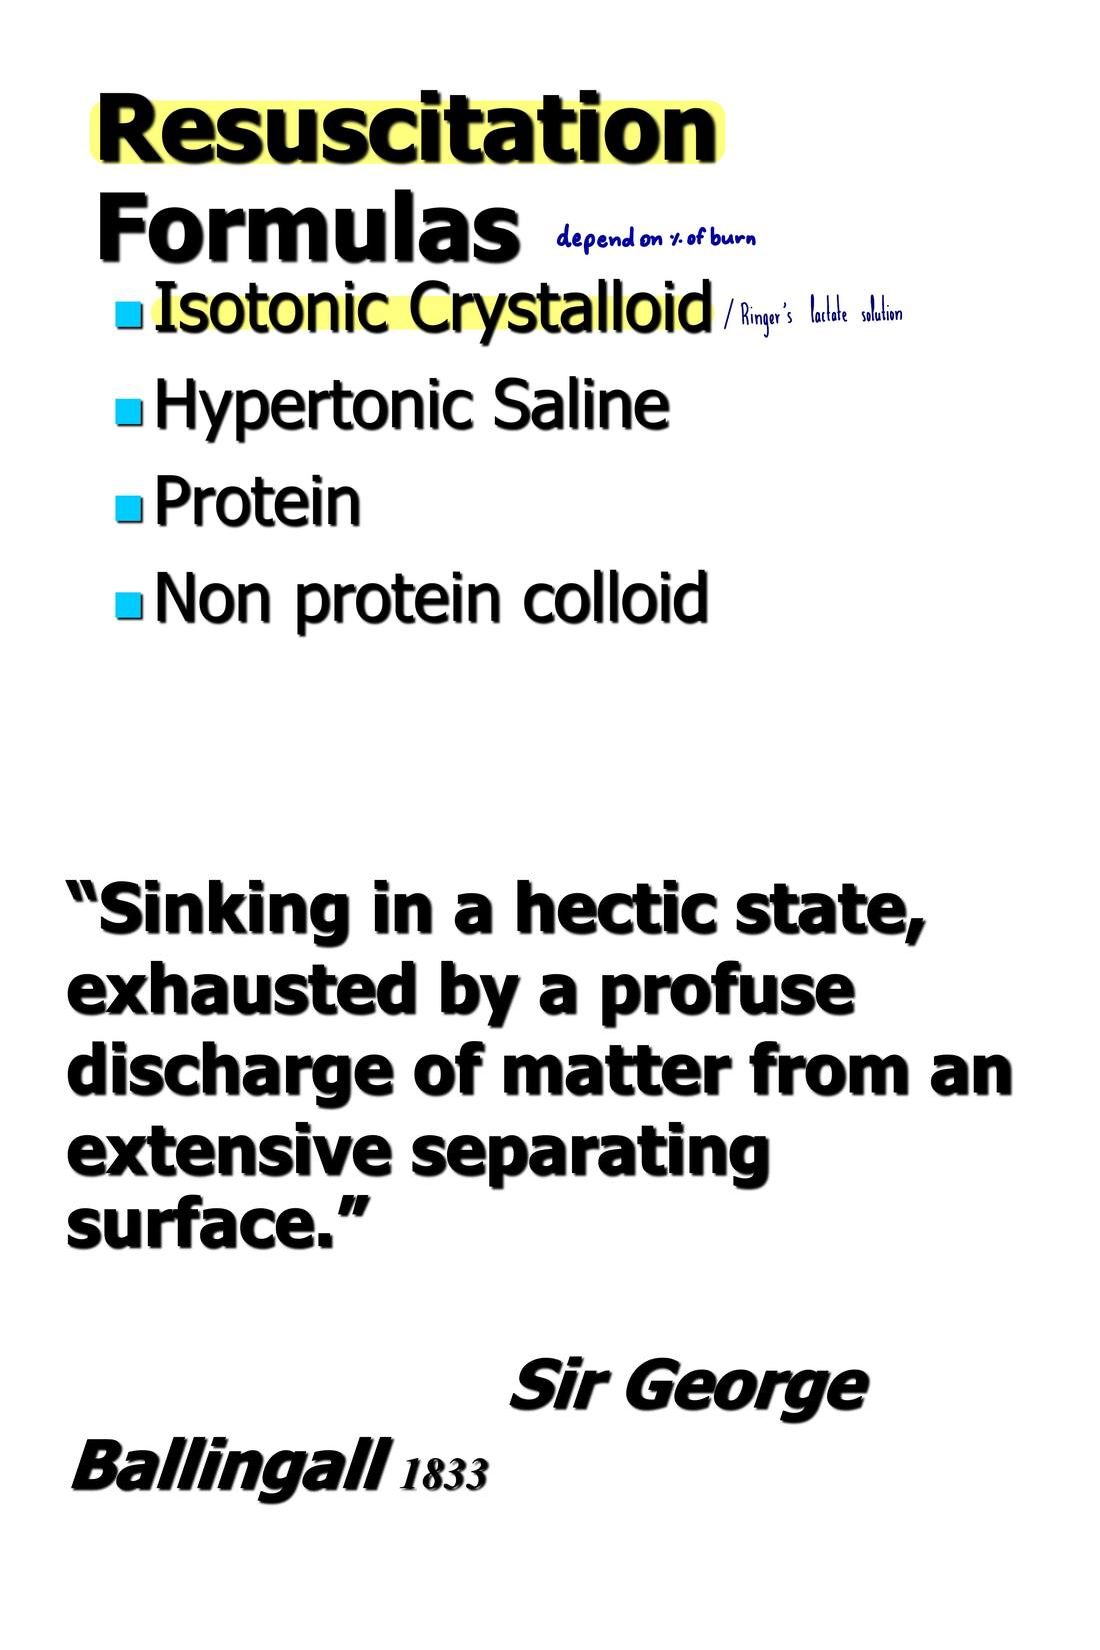 Resuscitation
Formulas depend on % of burn
Isotonic Crystalloid / Ringer's lactate solution
Hypertonic Saline
Protein
Non protein colloid
“Sinking in a hectic state,
exhausted by a profuse
discharge of matter from an
extensive separating
surface.”
Sir George
Ballingall 1833